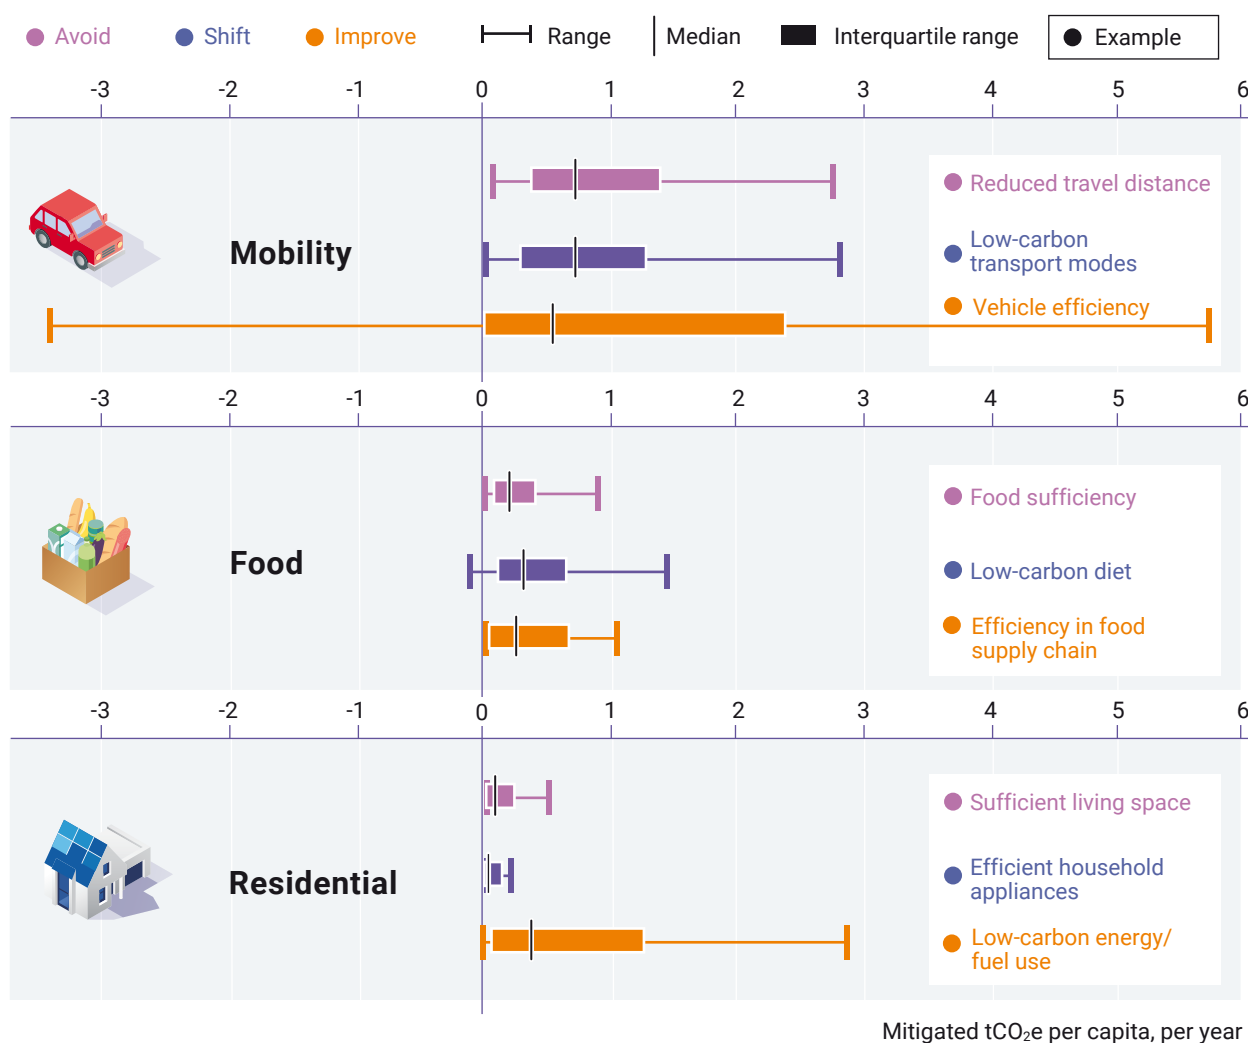 Avoid Shift Improve Range Median Interquartile range Example
-3 -2 -1 0 1 2 3 4 5 6
Mobility
Reduced travel distance
Low-carbon
transport modes
Vehicle efficiency
-3 -2 -1 0 1 2 3 4 5 6
Food
Food sufficiency
Low-carbon diet
Efficiency in food
supply chain
-3 -2 -1 0 1 2 3 4 5 6
Residential
Sufficient living space
Efficient household
appliances
Low-carbon energy/
fuel use
Mitigated tCO₂e per capita, per year